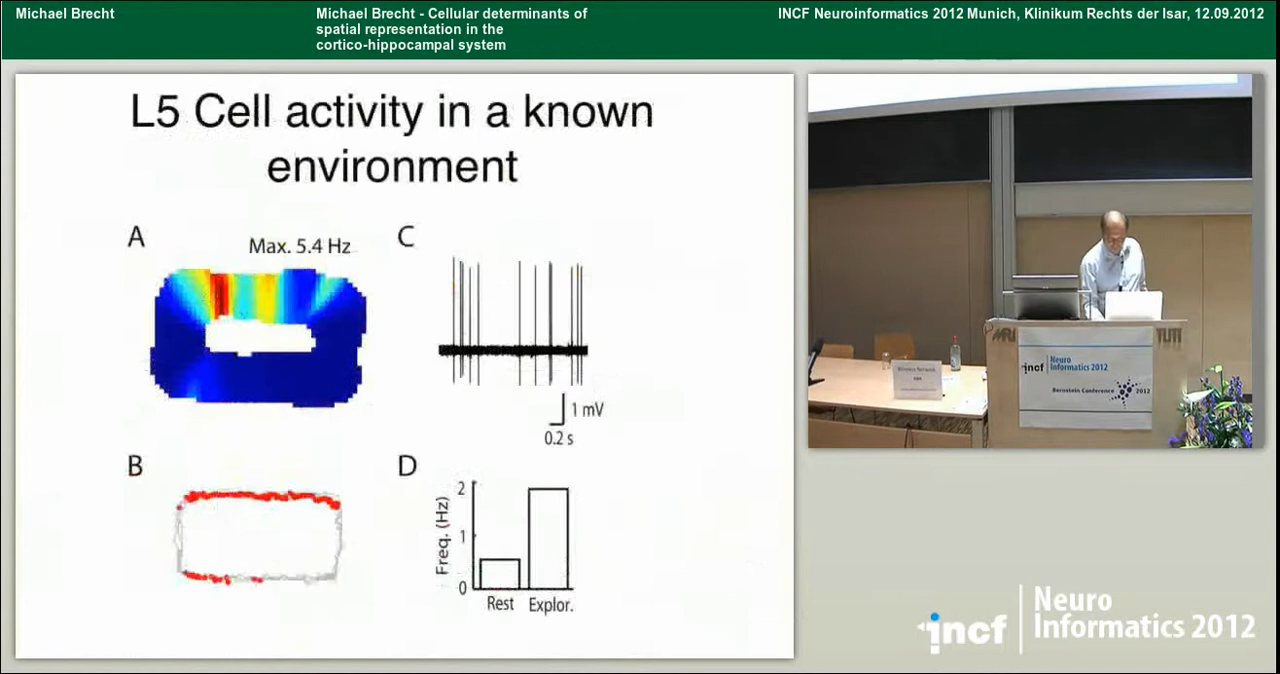 Michael Brecht
Michael Brecht - Cellular determinants of
spatial representation in the
cortico-hippocampal system
INCF Neuroinformatics 2012 Munich, Klinikum Rechts der Isar, 12.09.2012
L5 Cell activity in a known
environment
A
Max. 5.4 Hz
C
1 mV
0.2 s
B
D
Freq. (Hz)
2
1
0
Rest
Explor.
incf
Neuro
Informatics 2012
Bernstein Conference
2012
incf
Neuro
Informatics 2012